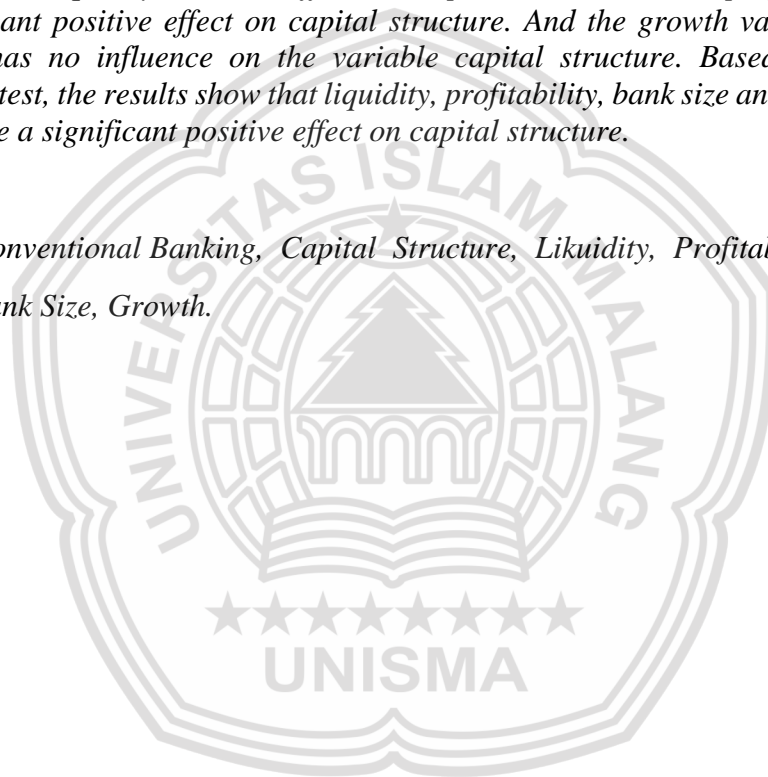 ant positive effect on capital structure. And the growth va
as no influence on the variable capital structure. Based
test, the results show that liquidity, profitability, bank size an
e a significant positive effect on capital structure.
onventional Banking, Capital Structure, Likuidity, Profital
nk Size, Growth.
UNIVERSITAS ISLAM MALANG
UNISMA